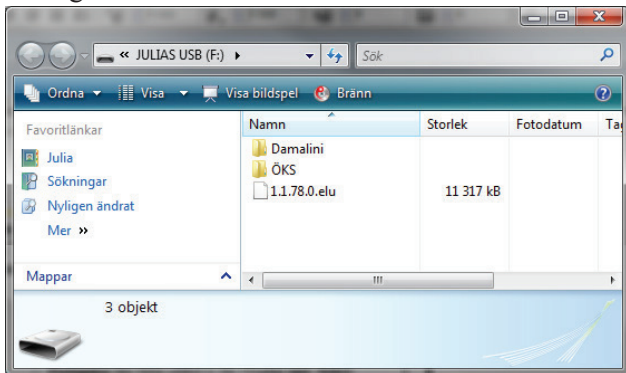 « JULIAS USB (F:)
Sök
Ordna Visa Visa bildspel Bränn
Favoritlänkar
Julia
Sökningar
Nyligen ändrat
Mer »
Mappar
Namn Storlek Fotodatum
Damalini
ÖKS
1.1.78.0.elu 11 317 kB
3 objekt